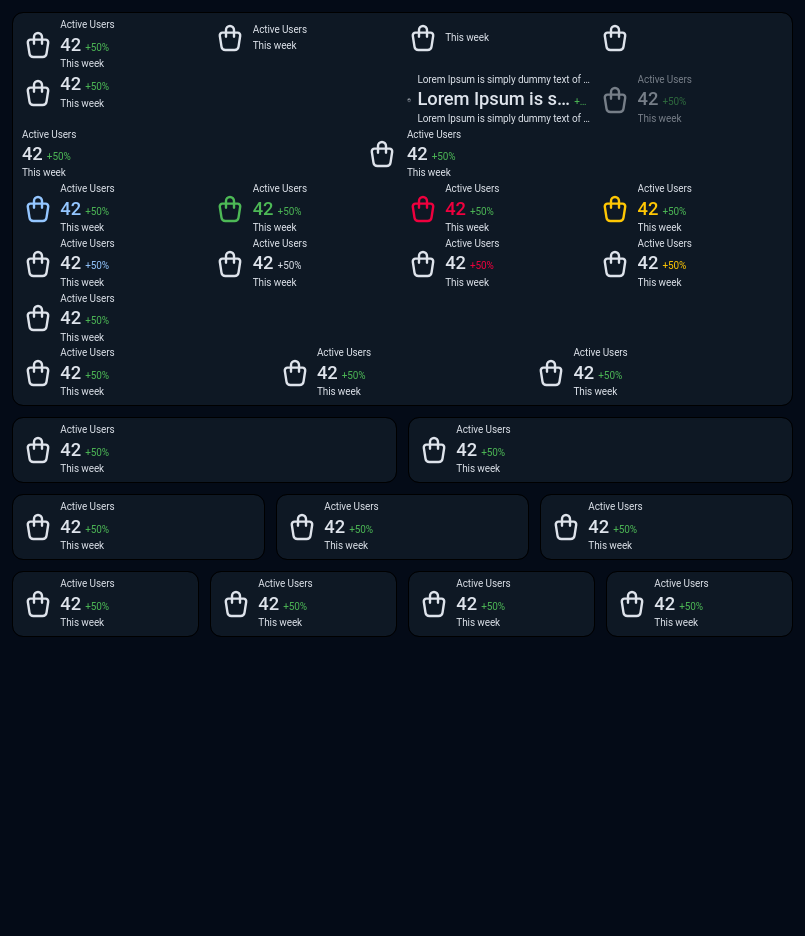 Active Users
42 +50%
This week
Active Users
This week
This week
42 +50%
This week
Lorem Ipsum is simply dummy text of ...
Lorem Ipsum is s... +...
Lorem Ipsum is simply dummy text of ...
Active Users
42 +50%
This week
Active Users
42 +50%
This week
Active Users
42 +50%
This week
Active Users
42 +50%
This week
Active Users
42 +50%
This week
Active Users
42 +50%
This week
Active Users
42 +50%
This week
Active Users
42 +50%
This week
Active Users
42 +50%
This week
Active Users
42 +50%
This week
Active Users
42 +50%
This week
Active Users
42 +50%
This week
Active Users
42 +50%
This week
Active Users
42 +50%
This week
Active Users
42 +50%
This week
Active Users
42 +50%
This week
Active Users
42 +50%
This week
Active Users
42 +50%
This week
Active Users
42 +50%
This week
Active Users
42 +50%
This week
Active Users
42 +50%
This week
Active Users
42 +50%
This week
Active Users
42 +50%
This week
Active Users
42 +50%
This week